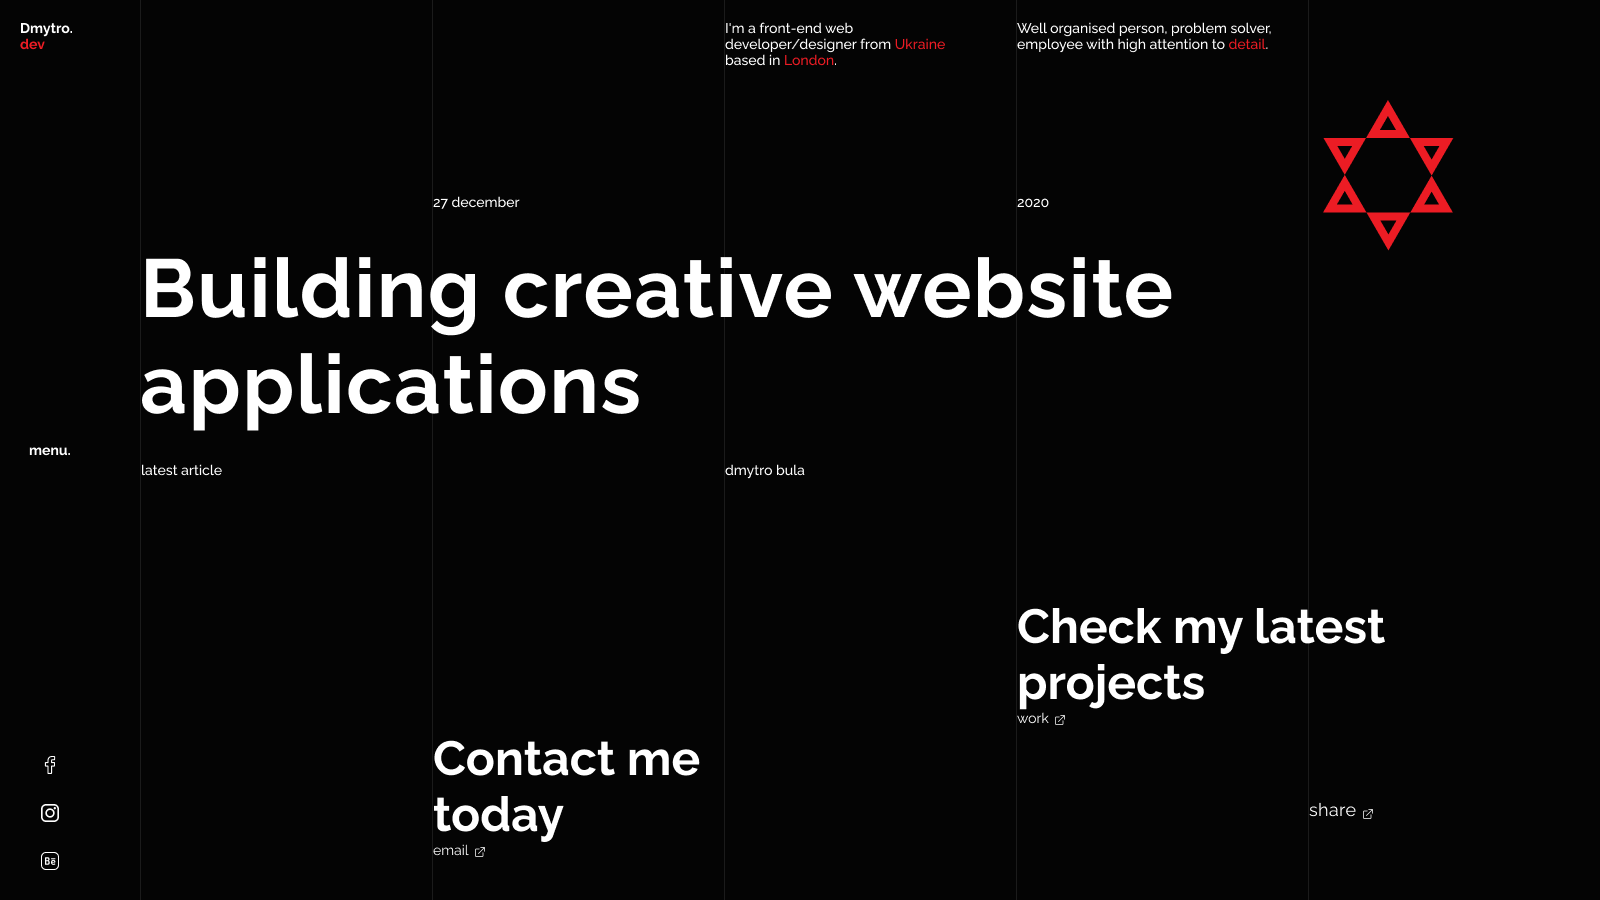 Dmytro.
dev
I'm a front-end web
developer/designer from Ukraine
based in London.
Well organised person, problem solver,
employee with high attention to detail.
27 december
2020
Building creative website
applications
menu.
latest article
dmytro bula
Check my latest
projects
work
Contact me
today
email
share
Bē